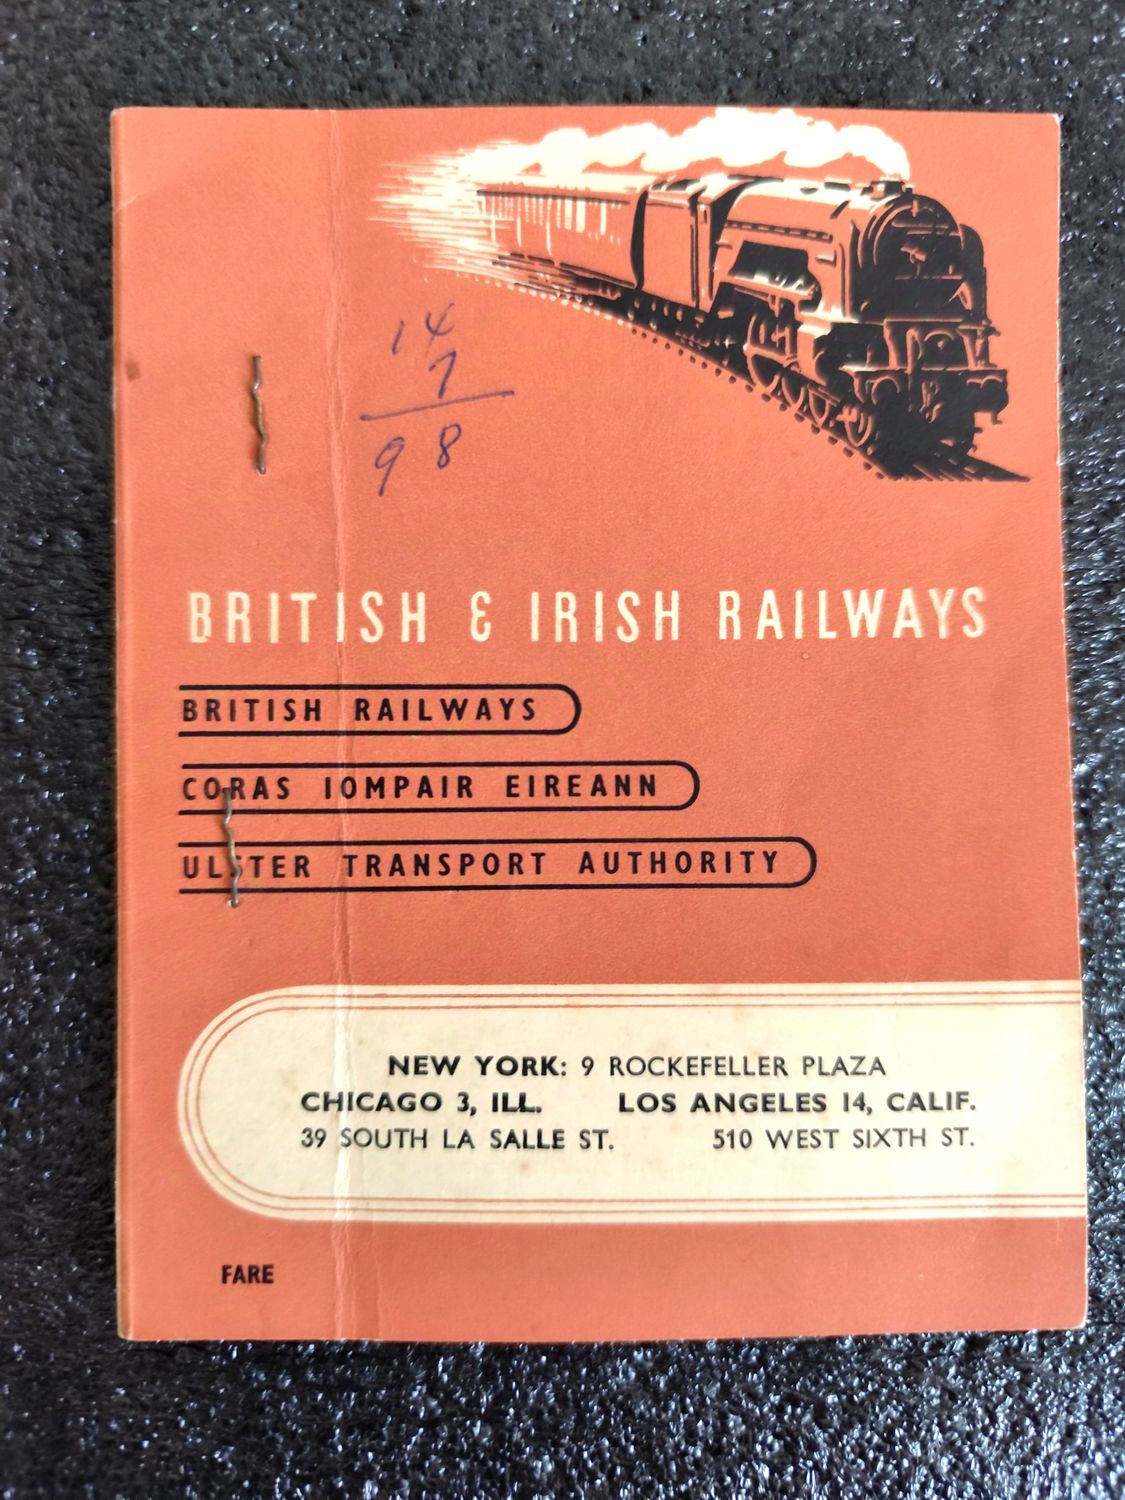 14
7
98
BRITISH & IRISH RAILWAYS
BRITISH RAILWAYS
CORAS IOMPAIR EIREANN
ULSTER TRANSPORT AUTHORITY
NEW YORK: 9 ROCKEFELLER PLAZA
CHICAGO 3, ILL. LOS ANGELES 14, CALIF.
39 SOUTH LA SALLE ST. 510 WEST SIXTH ST.
FARE